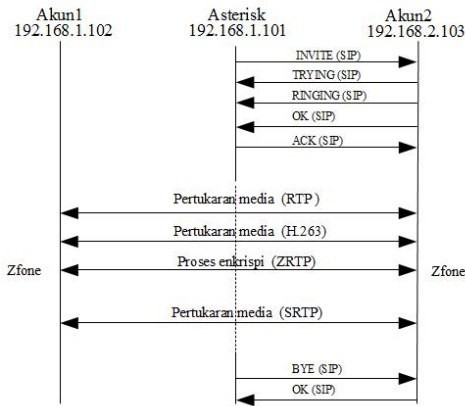 Akun1 Asterisk Akun2
192.168.1.102 192.168.1.101 192.168.2.103
INVITE (SIP)
TRYING (SIP)
RINGING (SIP)
OK (SIP)
ACK (SIP)
Pertukaran media (RTP )
Pertukaran media (H.263)
Proses enkrispi (ZRTP)
Zfone Zfone
Pertukaran media (SRTP)
BYE (SIP)
OK (SIP)